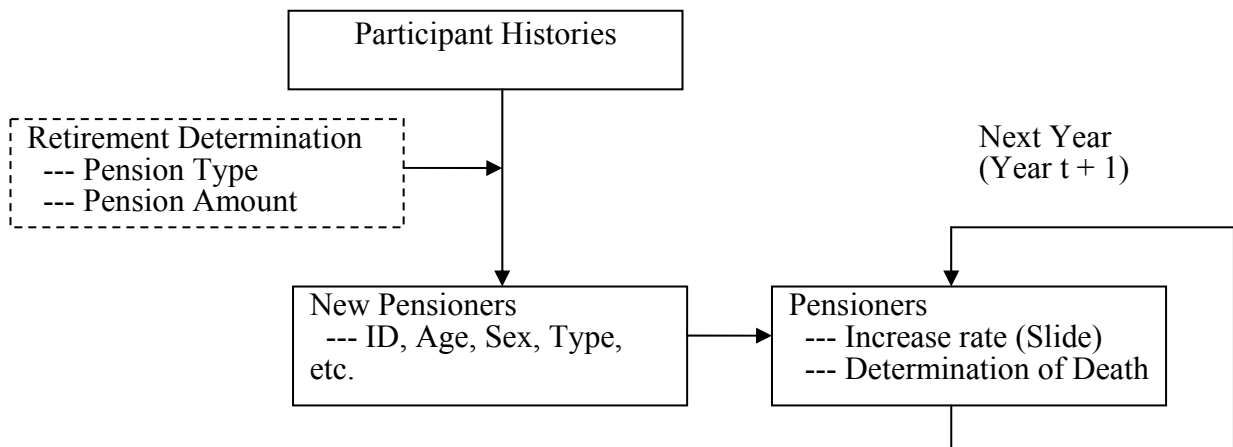 Participant Histories
Retirement Determination
--- Pension Type
--- Pension Amount
Next Year
(Year t + 1)
New Pensioners
--- ID, Age, Sex, Type,
etc.
Pensioners
--- Increase rate (Slide)
--- Determination of Death